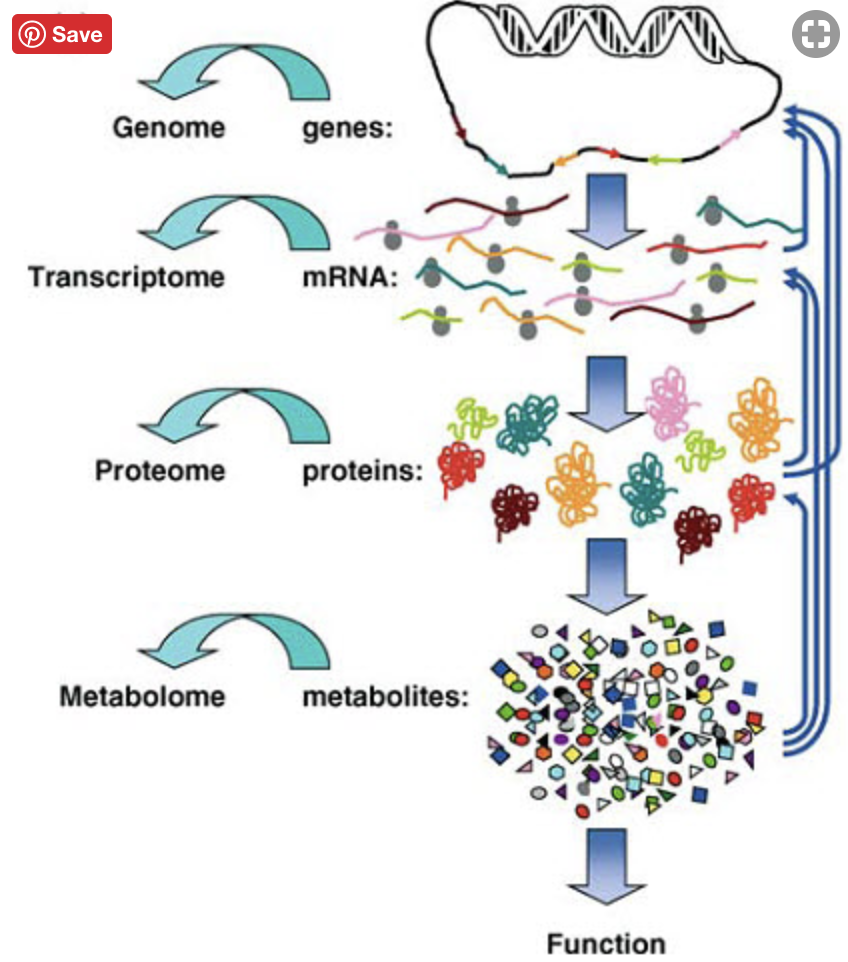 Save
Genome genes:
Transcriptome mRNA:
Proteome proteins:
Metabolome metabolites:
Function